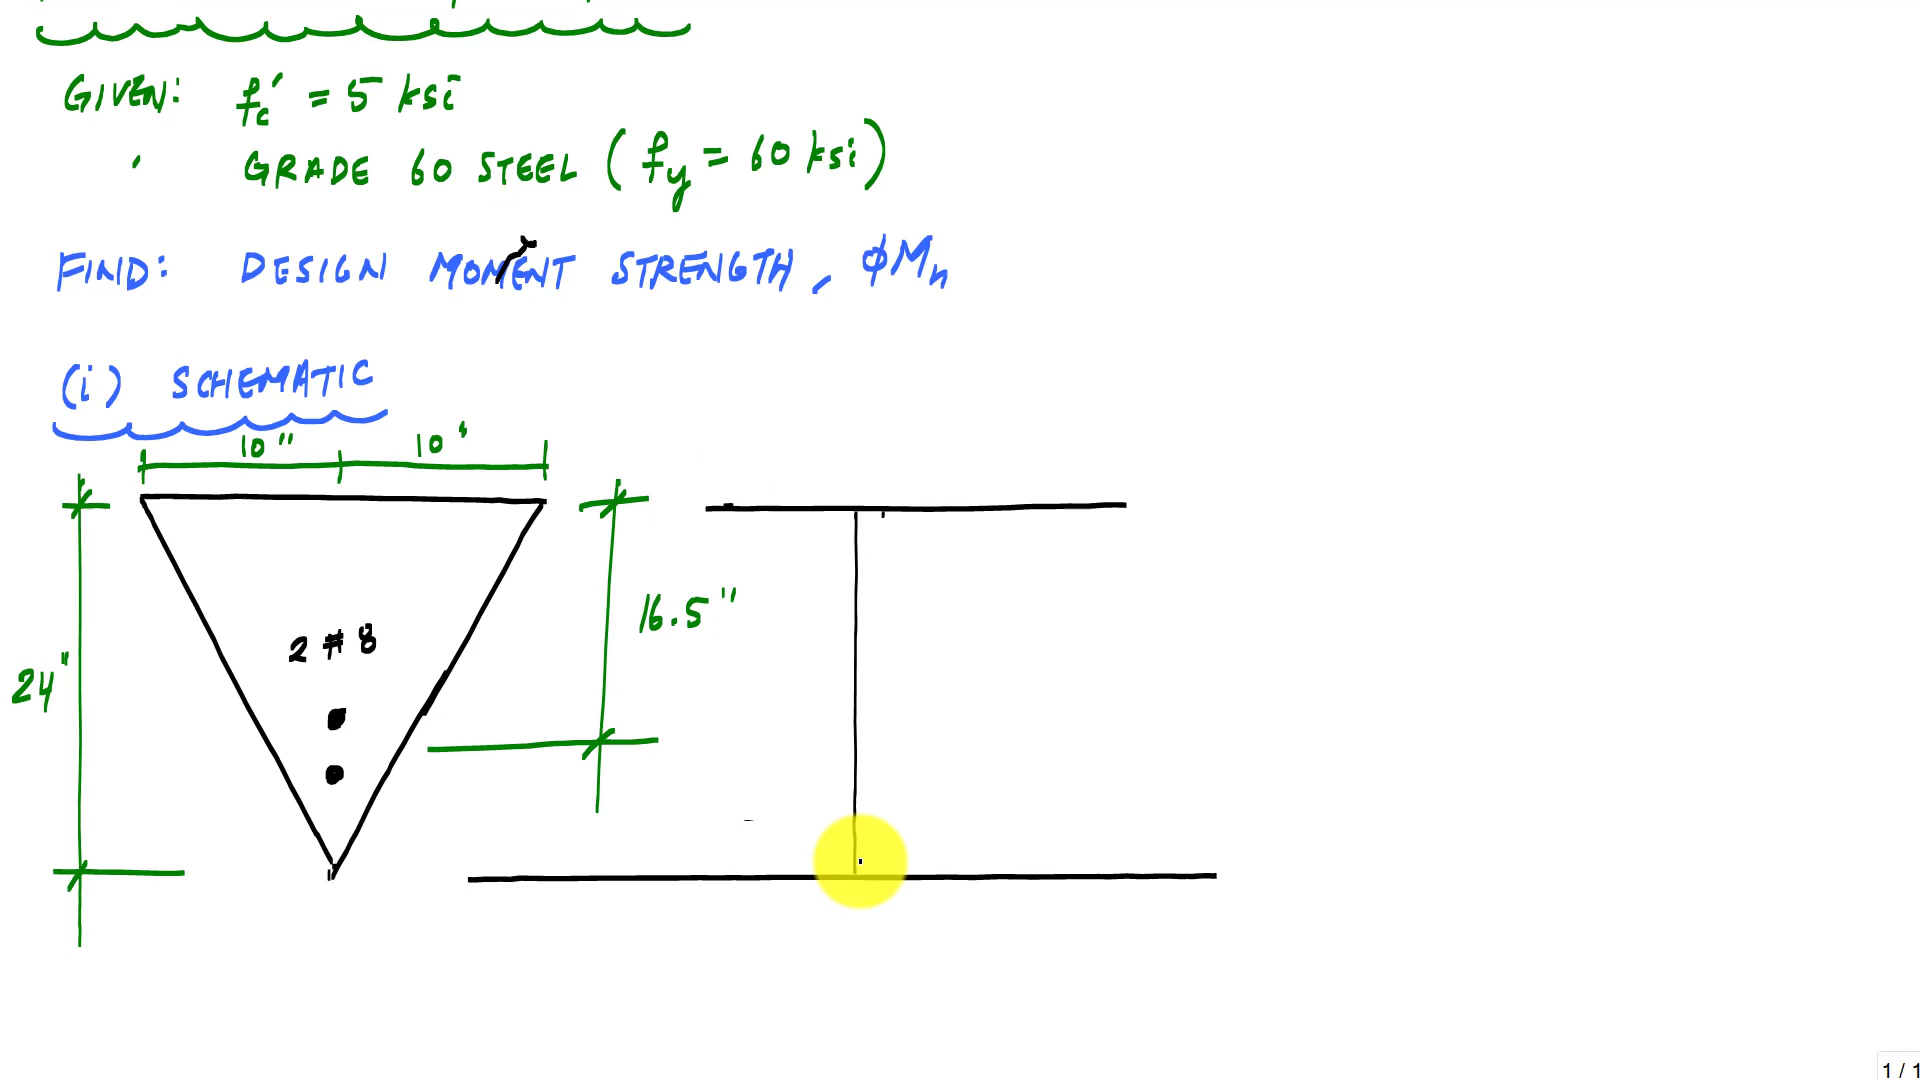 GIVEN: fc' = 5 ksi
GRADE 60 STEEL (fy = 60 ksi)
FIND: DESIGN MOMENT STRENGTH, φMn
(i) SCHEMATIC
10" 10'
16.5"
2 # 8
24"
1 / 1